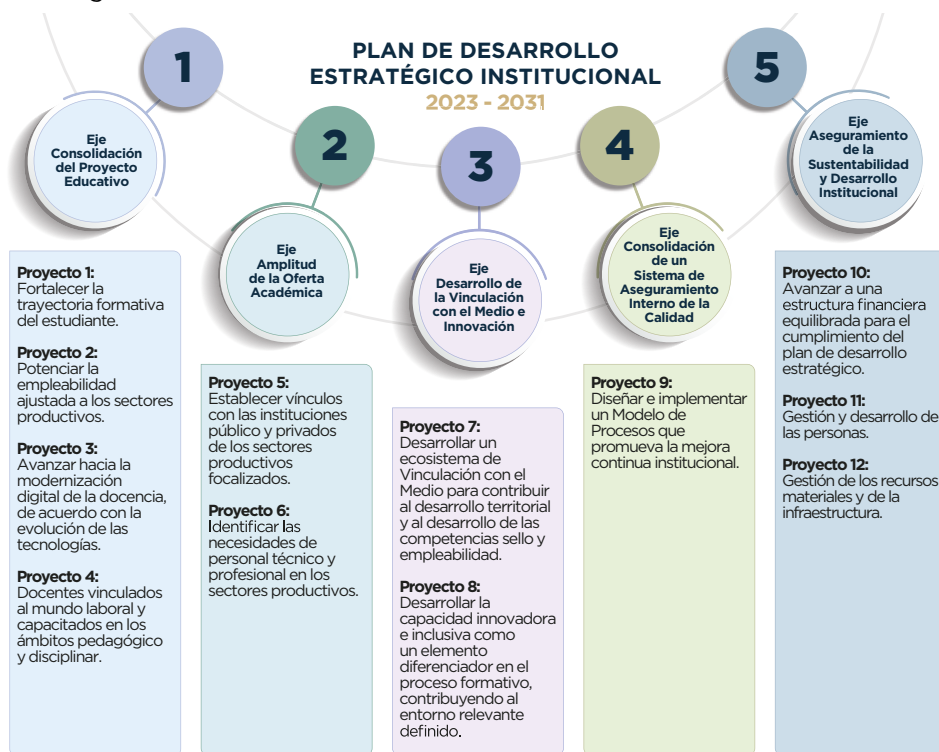 PLAN DE DESARROLLO
ESTRATÉGICO INSTITUCIONAL
2023 - 2031
1
Eje
Consolidación
del Proyecto
Educativo
Proyecto 1:
Fortalecer la
trayectoria formativa
del estudiante.
Proyecto 2:
Potenciar la
empleabilidad
ajustada a los sectores
productivos.
Proyecto 3:
Avanzar hacia la
modernización
digital de la docencia,
de acuerdo con la
evolución de las
tecnologías.
Proyecto 4:
Docentes vinculados
al mundo laboral y
capacitados en los
ámbitos pedagógico
y disciplinar.
2
Eje
Amplitud
de la Oferta
Académica
Proyecto 5:
Establecer vínculos
con las instituciones
público y privados
de los sectores
productivos
focalizados.
Proyecto 6:
Identificar las
necesidades de
personal técnico y
profesional en los
sectores productivos.
3
Eje
Desarrollo de
la Vinculación
con el Medio e
Innovación
Proyecto 7:
Desarrollar un
ecosistema de
Vinculación con el
Medio para contribuir
al desarrollo territorial
y al desarrollo de las
competencias sello y
empleabilidad.
Proyecto 8:
Desarrollar la
capacidad innovadora
e inclusiva como
un elemento
diferenciador en el
proceso formativo,
contribuyendo al
entorno relevante
definido.
4
Eje
Consolidación
de un
Sistema de
Aseguramiento
Interno de la
Calidad
Proyecto 9:
Diseñar e implementar
un Modelo de
Procesos que
promueva la mejora
continua institucional.
5
Eje
Aseguramiento
de la
Sustentabilidad
y Desarrollo
Institucional
Proyecto 10:
Avanzar a una
estructura financiera
equilibrada para el
cumplimiento del
plan de desarrollo
estratégico.
Proyecto 11:
Gestión y desarrollo de
las personas.
Proyecto 12:
Gestión de los recursos
materiales y de la
infraestructura.